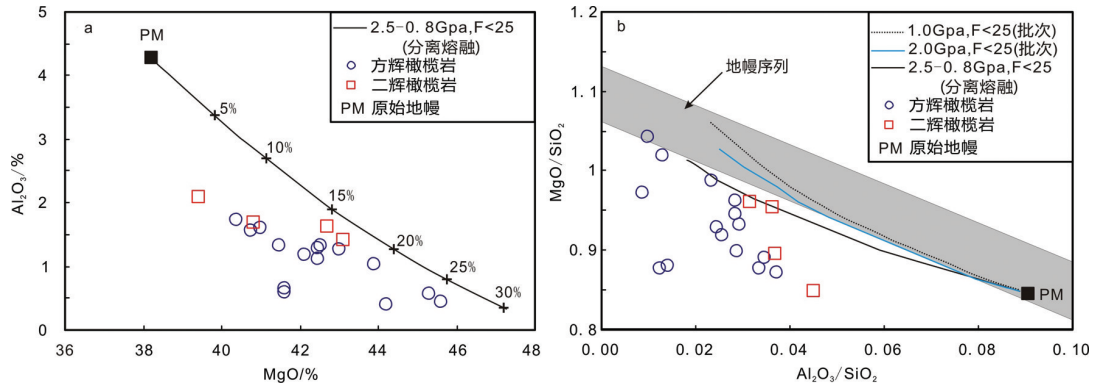 a
2.5-0.8Gpa,F<25
(分离熔融)
方辉橄榄岩
二辉橄榄岩
PM 原始地幔
PM
5%
10%
15%
20%
25%
30%
5
4
3
2
1
0
36
38
40
42
44
46
48
Al₂O₃/%
MgO/%
b
1.0Gpa,F<25(批次)
2.0Gpa,F<25(批次)
2.5-0.8Gpa,F<25
(分离熔融)
方辉橄榄岩
二辉橄榄岩
PM 原始地幔
地幔序列
PM
1.2
1.1
1
0.9
0.8
0.00
0.02
0.04
0.06
0.08
0.10
MgO/SiO₂
Al₂O₃/SiO₂